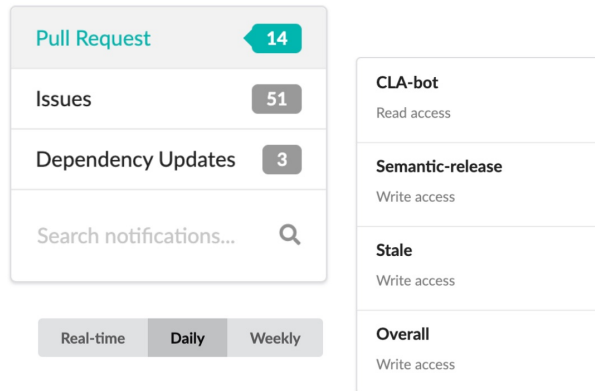 Pull Request 14
Issues 51
Dependency Updates 3
Search notifications...
Real-time Daily Weekly
CLA-bot
Read access
Semantic-release
Write access
Stale
Write access
Overall
Write access